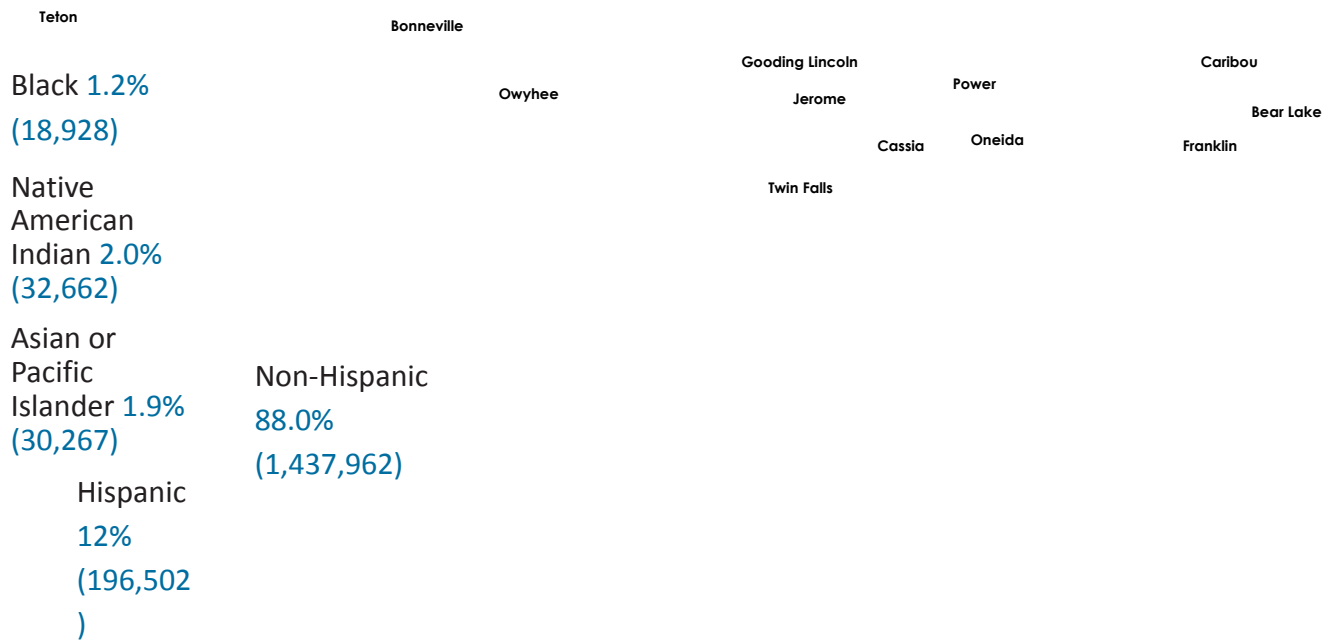 Teton
Bonneville
Gooding Lincoln
Caribou
Power
Owyhee
Jerome
Bear Lake
Oneida
Cassia
Franklin
Twin Falls
Black 1.2%
(18,928)
Native
American
Indian 2.0%
(32,662)
Asian or
Pacific
Islander 1.9%
(30,267)
Non-Hispanic
88.0%
(1,437,962)
Hispanic
12%
(196,502
)